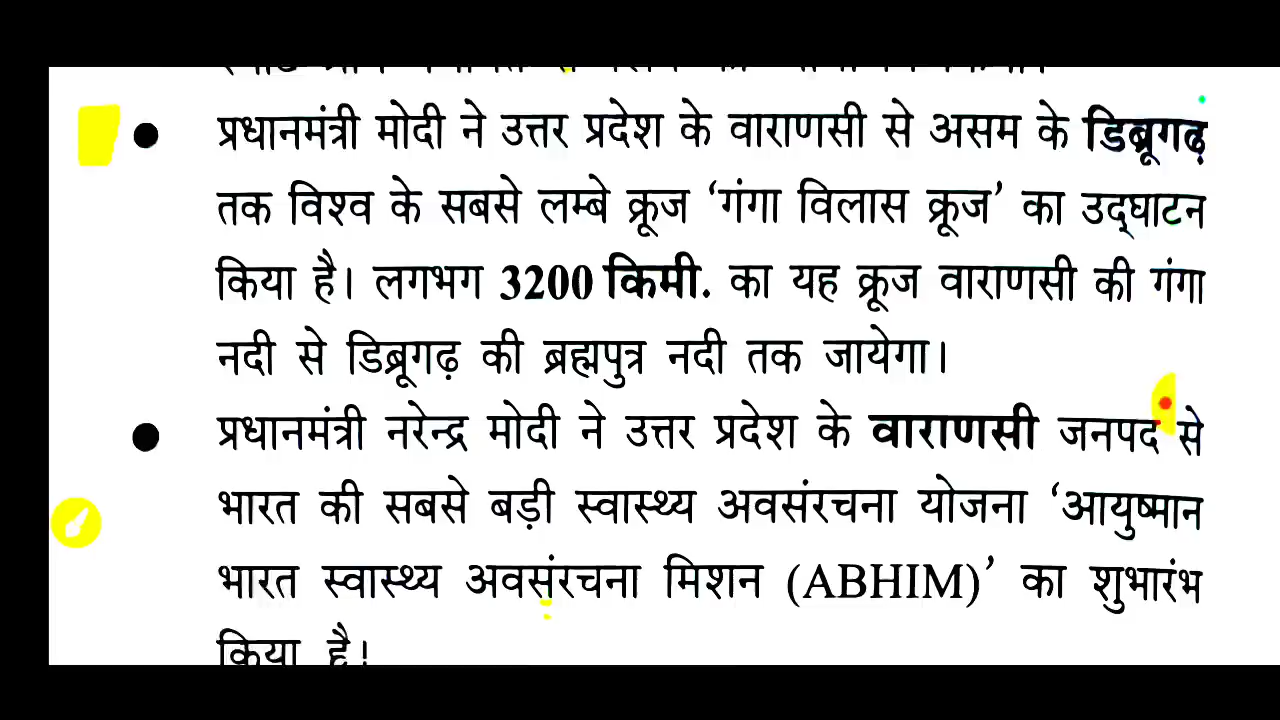 ● प्रधानमंत्री मोदी ने उत्तर प्रदेश के वाराणसी से असम के डिब्रूगढ़
तक विश्व के सबसे लम्बे क्रूज ‘गंगा विलास क्रूज’ का उद्‌घाटन
किया है। लगभग 3200 किमी. का यह क्रूज वाराणसी की गंगा
नदी से डिब्रूगढ़ की ब्रह्मपुत्र नदी तक जायेगा।
● प्रधानमंत्री नरेन्द्र मोदी ने उत्तर प्रदेश के वाराणसी जनपद से
भारत की सबसे बड़ी स्वास्थ्य अवसंरचना योजना ‘आयुष्मान
भारत स्वास्थ्य अवसंरचना मिशन (ABHIM)’ का शुभारंभ
किया है।